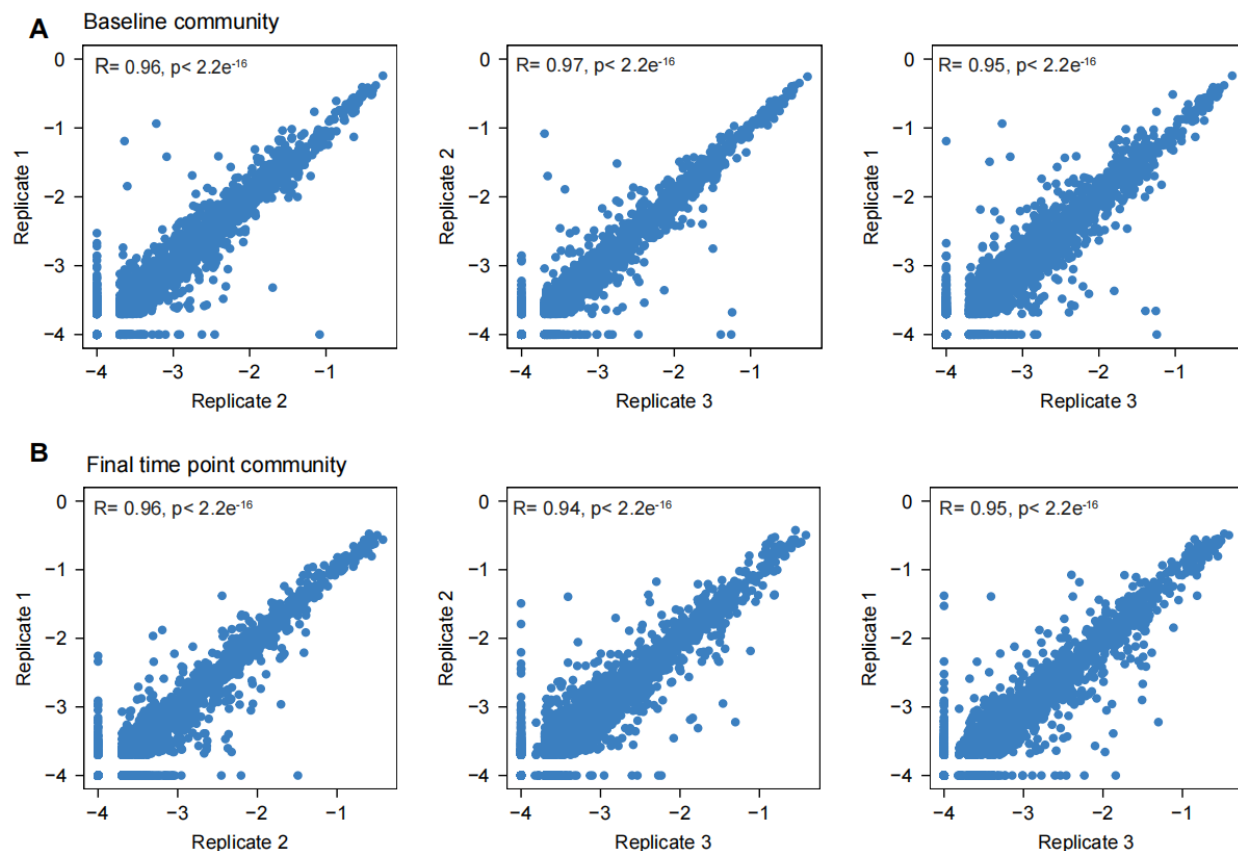 A Baseline community
R= 0.96, p< 2.2e-16
R= 0.97, p< 2.2e-16
R= 0.95, p< 2.2e-16
0
−1
−2
−3
−4
Replicate 1
−4 −3 −2 −1
Replicate 2
0
−1
−2
−3
−4
Replicate 2
−4 −3 −2 −1
Replicate 3
0
−1
−2
−3
−4
Replicate 1
−4 −3 −2 −1
Replicate 3
B Final time point community
R= 0.96, p< 2.2e-16
R= 0.94, p< 2.2e-16
R= 0.95, p< 2.2e-16
0
−1
−2
−3
−4
Replicate 1
−4 −3 −2 −1
Replicate 2
0
−1
−2
−3
−4
Replicate 2
−4 −3 −2 −1
Replicate 3
0
−1
−2
−3
−4
Replicate 1
−4 −3 −2 −1
Replicate 3